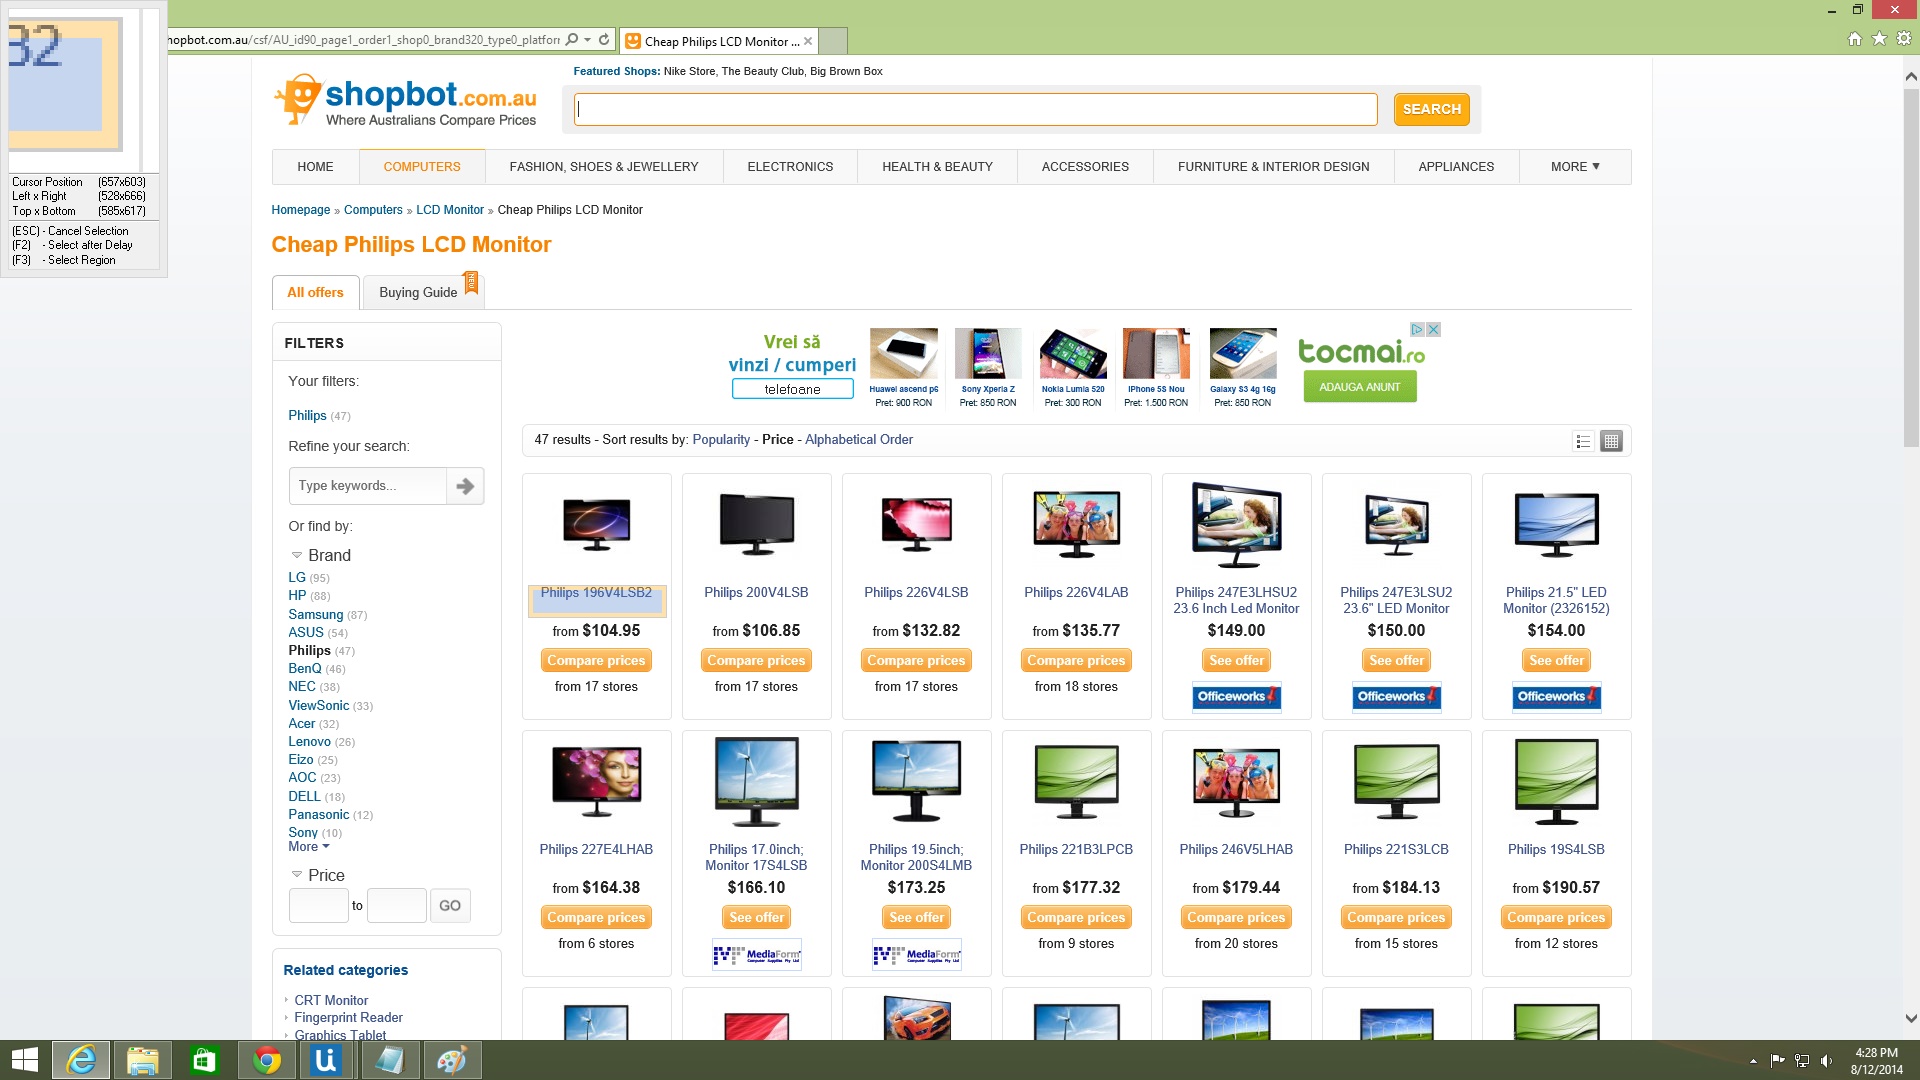 32
Cursor Position (657x603)
Left x Right (528x666)
Top x Bottom (585x617)
(ESC) - Cancel Selection
(F2) - Select after Delay
(F3) - Select Region
hopbot.com.au/csf/AU_id90_page1_order1_shop0_brand320_type0_platfor
Cheap Philips LCD Monitor ...
shopbot.com.au
Where Australians Compare Prices
Featured Shops: Nike Store, The Beauty Club, Big Brown Box
SEARCH
HOME COMPUTERS FASHION, SHOES & JEWELLERY ELECTRONICS HEALTH & BEAUTY ACCESSORIES FURNITURE & INTERIOR DESIGN APPLIANCES MORE ▼
Homepage » Computers » LCD Monitor » Cheap Philips LCD Monitor
Cheap Philips LCD Monitor
All offers Buying Guide NEW
FILTERS
Your filters:
Philips (47)
Refine your search:
Type keywords...
Or find by:
Brand
LG (95)
HP (88)
Samsung (87)
ASUS (54)
Philips (47)
BenQ (46)
NEC (38)
ViewSonic (33)
Acer (32)
Lenovo (26)
Eizo (25)
AOC (23)
DELL (18)
Panasonic (12)
Sony (10)
More
Price
to GO
Related categories
CRT Monitor
Fingerprint Reader
Graphics Tablet
Vrei să
vinzi / cumperi
telefoane
Huawei ascend p6 Sony Xperia Z Nokia Lumia 520 iPhone 5S Nou Galaxy S3 4g 16g
Pret: 900 RON Pret: 850 RON Pret: 300 RON Pret: 1.500 RON Pret: 850 RON
tocmai.ro
ADAUGA ANUNT
47 results - Sort results by: Popularity - Price - Alphabetical Order
Philips 196V4LSB2
from $104.95
Compare prices
from 17 stores
Philips 200V4LSB
from $106.85
Compare prices
from 17 stores
Philips 226V4LSB
from $132.82
Compare prices
from 17 stores
Philips 226V4LAB
from $135.77
Compare prices
from 18 stores
Philips 247E3LHSU2
23.6 Inch Led Monitor
$149.00
See offer
Officeworks
Philips 247E3LSU2
23.6" LED Monitor
$150.00
See offer
Officeworks
Philips 21.5" LED
Monitor (2326152)
$154.00
See offer
Officeworks
Philips 227E4LHAB
from $164.38
Compare prices
from 6 stores
Philips 17.0inch;
Monitor 17S4LSB
$166.10
See offer
MediaForm
Computer Supplies Pty Ltd
Philips 19.5inch;
Monitor 200S4LMB
$173.25
See offer
MediaForm
Computer Supplies Pty Ltd
Philips 221B3LPCB
from $177.32
Compare prices
from 9 stores
Philips 246V5LHAB
from $179.44
Compare prices
from 20 stores
Philips 221S3LCB
from $184.13
Compare prices
from 15 stores
Philips 19S4LSB
from $190.57
Compare prices
from 12 stores
4:28 PM
8/12/2014